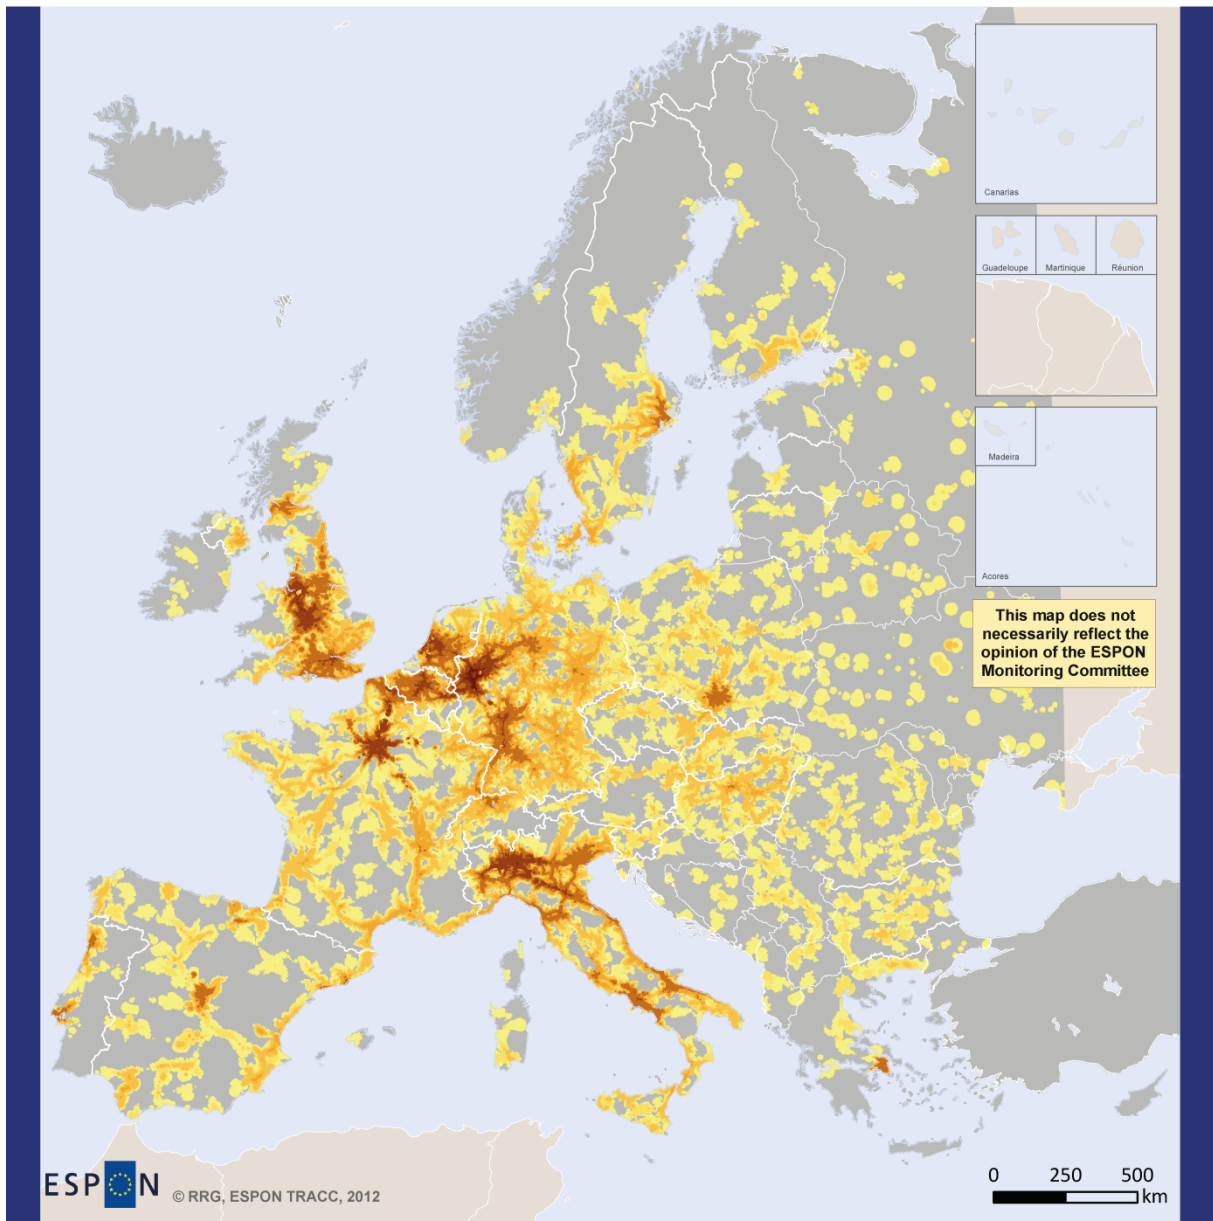 Canarias
Guadeloupe
Martinique
Réunion
Madeira
Acores
This map does not
necessarily reflect the
opinion of the ESPON
Monitoring Committee
ESPON
© RRG, ESPON TRACC, 2012
0 250 500
km